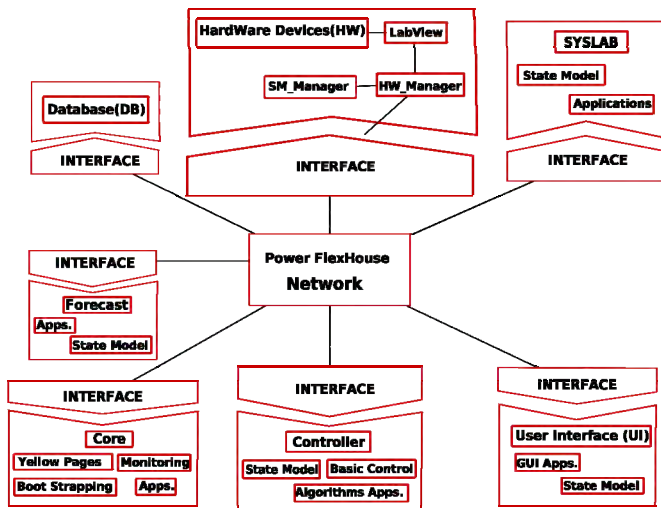 HardWare Devices(HW)
LabView
SM_Manager
HW_Manager
SYSLAB
State Model
Applications
Database(DB)
INTERFACE
INTERFACE
INTERFACE
Power FlexHouse
Network
INTERFACE
Forecast
Apps.
State Model
INTERFACE
Core
Yellow Pages
Monitoring
Boot Strapping
Apps.
INTERFACE
Controller
State Model
Basic Control
Algorithms Apps.
INTERFACE
User Interface (UI)
GUI Apps.
State Model